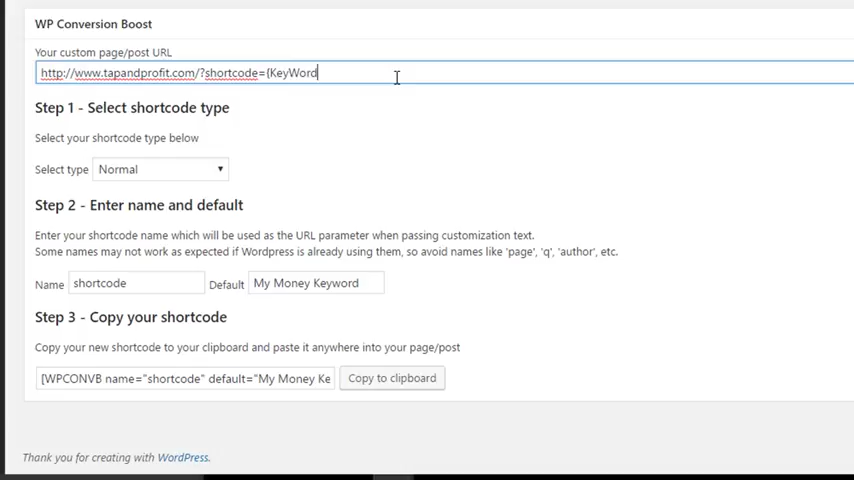 WP Conversion Boost
Your custom page/post URL
http://www.tapandprofit.com/?shortcode={KeyWord
Step 1 - Select shortcode type
Select your shortcode type below
Select type Normal
Step 2 - Enter name and default
Enter your shortcode name which will be used as the URL parameter when passing customization text.
Some names may not work as expected if Wordpress is already using them, so avoid names like 'page', 'q', 'author', etc.
Name shortcode Default My Money Keyword
Step 3 - Copy your shortcode
Copy your new shortcode to your clipboard and paste it anywhere into your page/post
[WPCONVB name="shortcode" default="My Money Ke Copy to clipboard
Thank you for creating with WordPress.